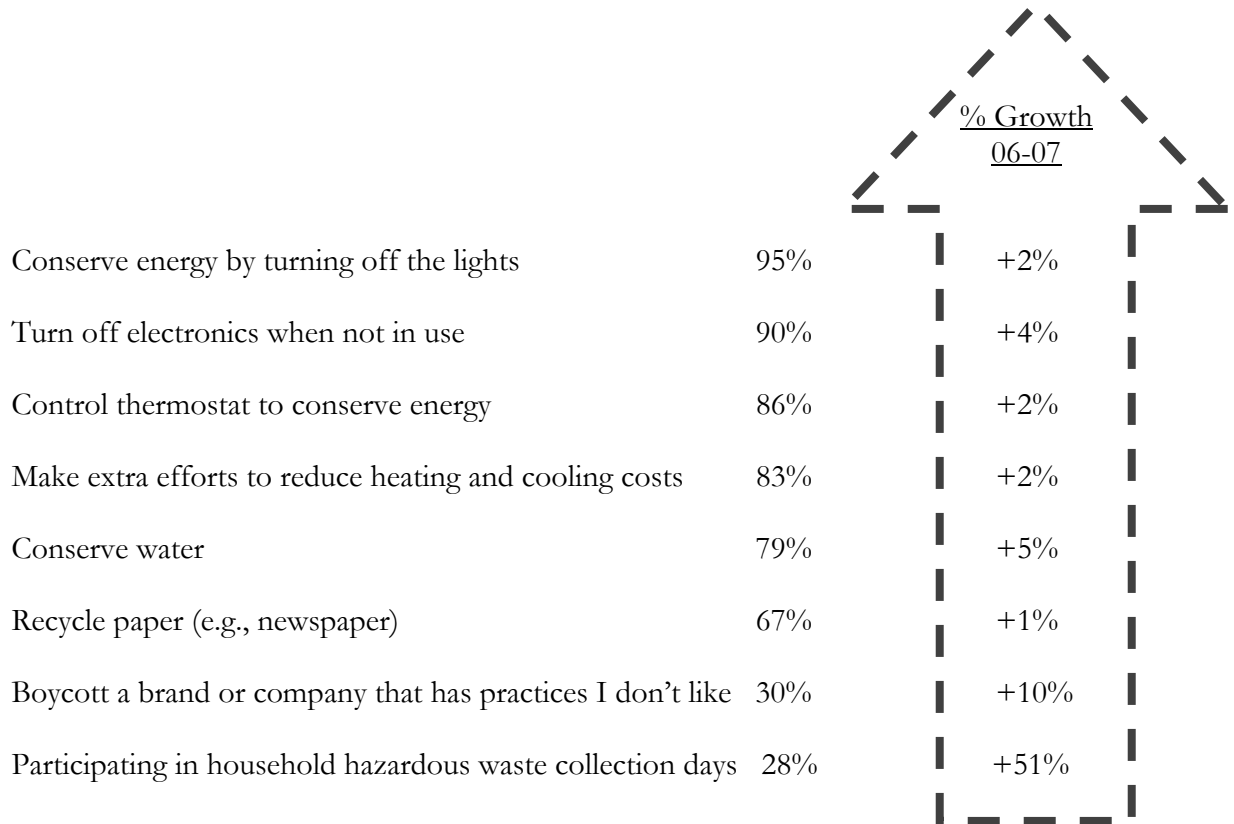 % Growth
06-07
Conserve energy by turning off the lights 95% +2%
Turn off electronics when not in use 90% +4%
Control thermostat to conserve energy 86% +2%
Make extra efforts to reduce heating and cooling costs 83% +2%
Conserve water 79% +5%
Recycle paper (e.g., newspaper) 67% +1%
Boycott a brand or company that has practices I don’t like 30% +10%
Participating in household hazardous waste collection days 28% +51%